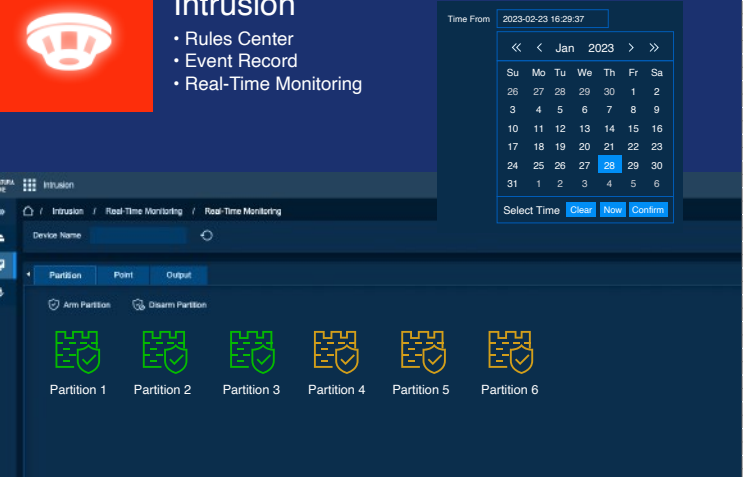 Intrusion
• Rules Center
• Event Record
• Real-Time Monitoring
Time From 2023-02-23 16:29:37
Jan 2023
Su Mo Tu We Th Fr Sa
26 27 28 29 30 1 2
3 4 5 6 7 8 9
10 11 12 13 14 15 16
17 18 19 20 21 22 23
24 25 26 27 28 29 30
31 1 2 3 4 5 6
Select Time Clear Now Confirm
Intrusion
/ Intrusion / Real-Time Monitoring / Real-Time Monitoring
Device Name
Partition Point Output
Arm Partition Disarm Partition
Partition 1 Partition 2 Partition 3 Partition 4 Partition 5 Partition 6